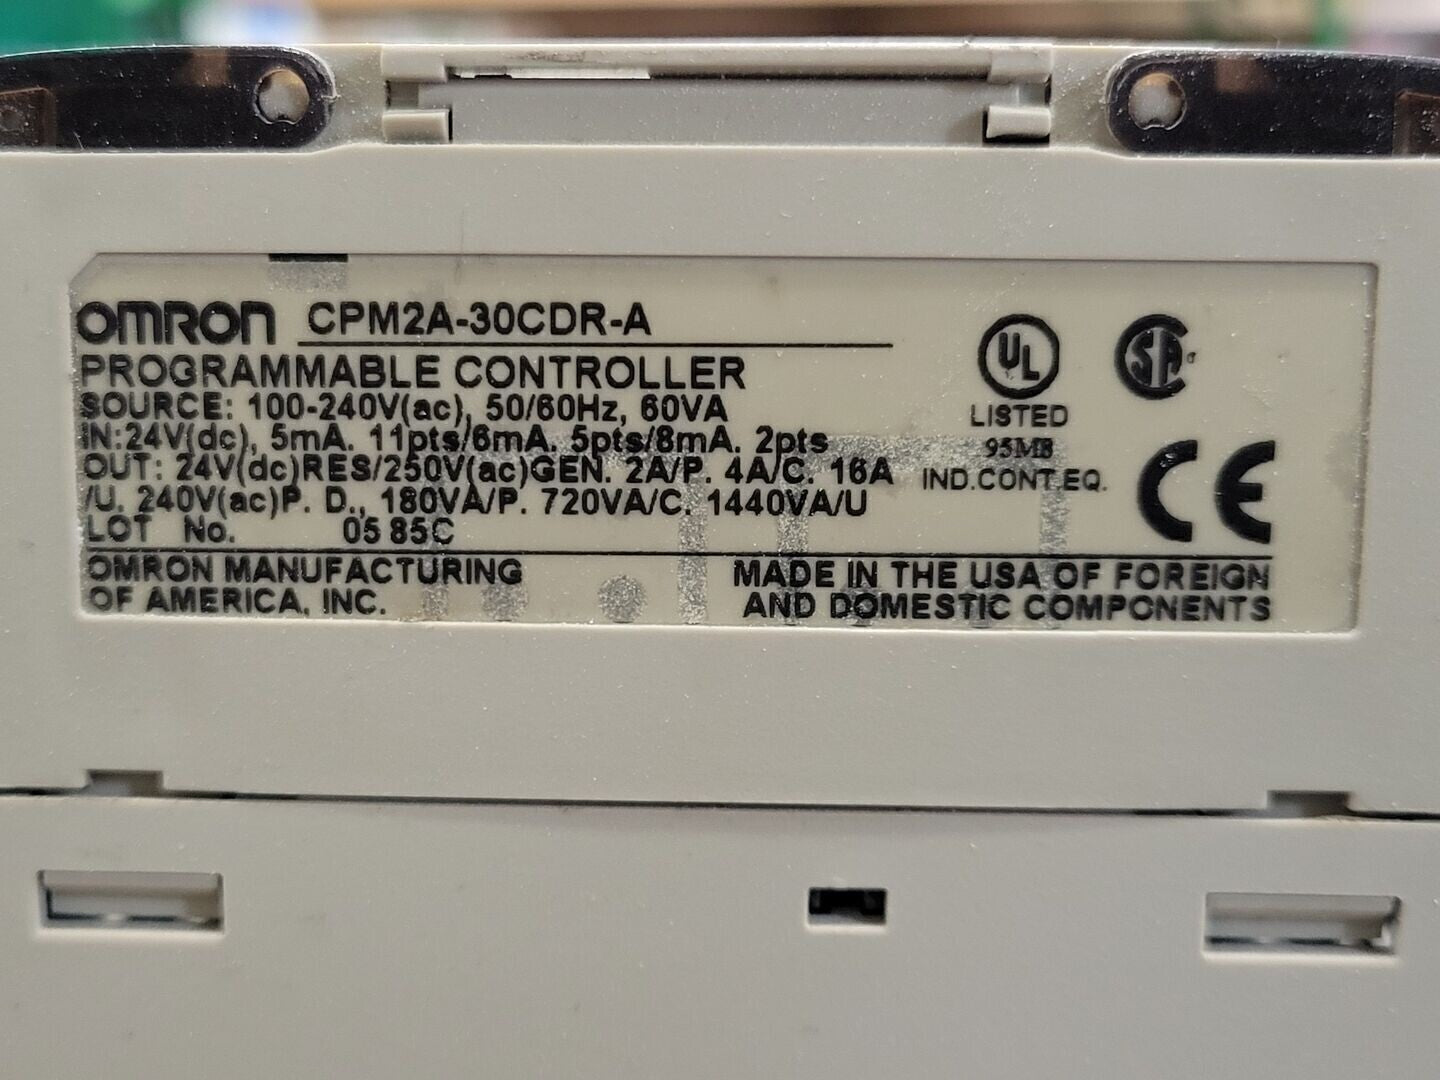 OMRON CPM2A-30CDR-A
PROGRAMMABLE CONTROLLER
SOURCE: 100-240V(ac), 50/60Hz, 60VA
IN:24V(dc), 5mA. 11pts/6mA. 5pts/8mA. 2pts
OUT: 24V(dc)RES/250V(ac)GEN. 2A/P. 4A/C. 16A
/U, 240V(ac)P. D., 180VA/P. 720VA/C. 1440VA/U
LOT No. 05 85C
OMRON MANUFACTURING
OF AMERICA, INC.
UL
LISTED
95M8
IND.CONT.EQ.
SA
CE
MADE IN THE USA OF FOREIGN
AND DOMESTIC COMPONENTS